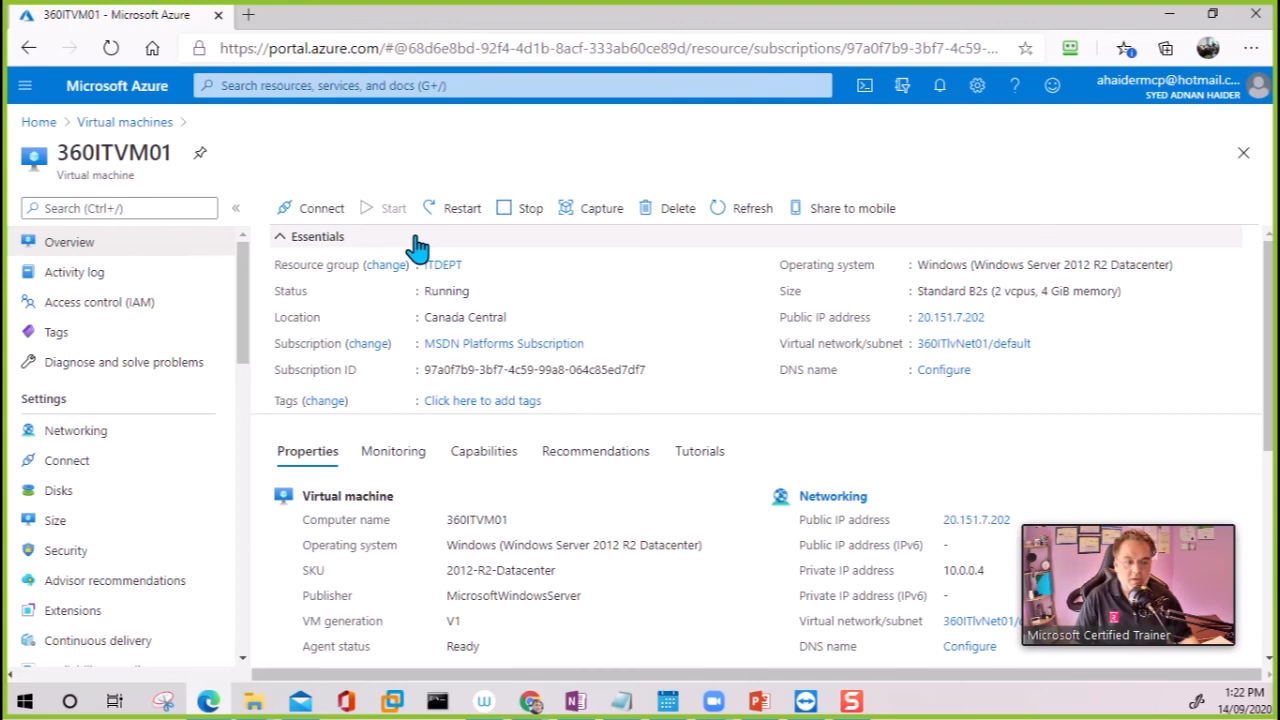 360ITVM01 - Microsoft Azure
https://portal.azure.com/#@68d6e8bd-92f4-4d1b-8acf-333ab60ce89d/resource/subscriptions/97a0f7b9-3bf7-4c59-...
Microsoft Azure
Search resources, services, and docs (G+/)
ahaidermcp@hotmail.c...
SYED ADNAN HAIDER
Home > Virtual machines >
360ITVM01
Virtual machine
Search (Ctrl+/)
«
Connect Start Restart Stop Capture Delete Refresh Share to mobile
Overview
Activity log
Access control (IAM)
Tags
Diagnose and solve problems
Settings
Networking
Connect
Disks
Size
Security
Advisor recommendations
Extensions
Continuous delivery
Essentials
Resource group (change) : ITDEPT
Status : Running
Location : Canada Central
Subscription (change) : MSDN Platforms Subscription
Subscription ID : 97a0f7b9-3bf7-4c59-99a8-064c85ed7df7
Tags (change) : Click here to add tags
Operating system : Windows (Windows Server 2012 R2 Datacenter)
Size : Standard B2s (2 vcpus, 4 GiB memory)
Public IP address : 20.151.7.202
Virtual network/subnet : 360ITlvNet01/default
DNS name : Configure
Properties Monitoring Capabilities Recommendations Tutorials
Virtual machine
Computer name 360ITVM01
Operating system Windows (Windows Server 2012 R2 Datacenter)
SKU 2012-R2-Datacenter
Publisher MicrosoftWindowsServer
VM generation V1
Agent status Ready
Networking
Public IP address 20.151.7.202
Public IP address (IPv6) -
Private IP address 10.0.0.4
Private IP address (IPv6) -
Virtual network/subnet 360ITlvNet01/
DNS name Configure
Microsoft Certified Trainer
1:22 PM
14/09/2020